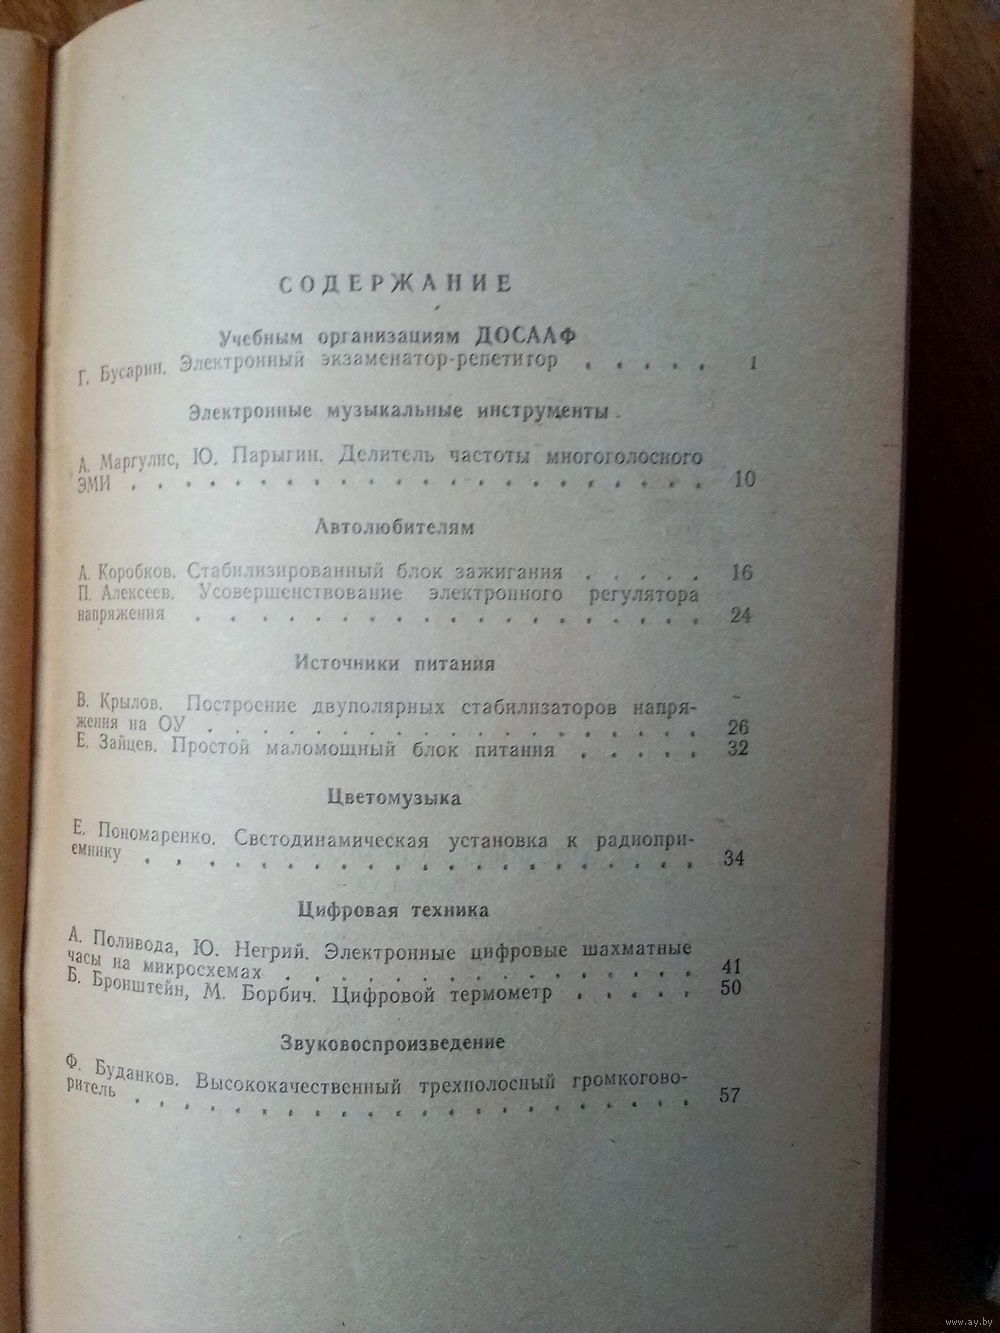 СОДЕРЖАНИЕ
Учебным организациям ДОСААФ
Г. Бусарин. Электронный экзаменатор-репетитор . . . . . 1
Электронные музыкальные инструменты.
А. Маргулис, Ю. Парыгин. Делитель частоты многоголосного
ЭМИ . . . . . . . . . . . . . . . . . . . . . . 10
Автолюбителям
А. Коробков. Стабилизированный блок зажигания . . . . . 16
П. Алексеев. Усовершенствование электронного регулятора
напряжения . . . . . . . . . . . . . . . . . . 24
Источники питания
В. Крылов. Построение двуполярных стабилизаторов напря-
жения на ОУ . . . . . . . . . . . . . . . . . . 26
Е. Зайцев. Простой маломощный блок питания . . . . . 32
Цветомузыка
Е. Пономаренко. Светодинамическая установка к радиопри-
емнику . . . . . . . . . . . . . . . . . . . . 34
Цифровая техника
А. Поливода, Ю. Негрий. Электронные цифровые шахматные
часы на микросхемах . . . . . . . . . . . . . . . 41
Б. Бронштейн, М. Борбич. Цифровой термометр . . . . . 50
Звуковоспроизведение
Ф. Буданков. Высококачественный трехполосный громкогово-
ритель . . . . . . . . . . . . . . . . . . . . . 57
www.ay.by